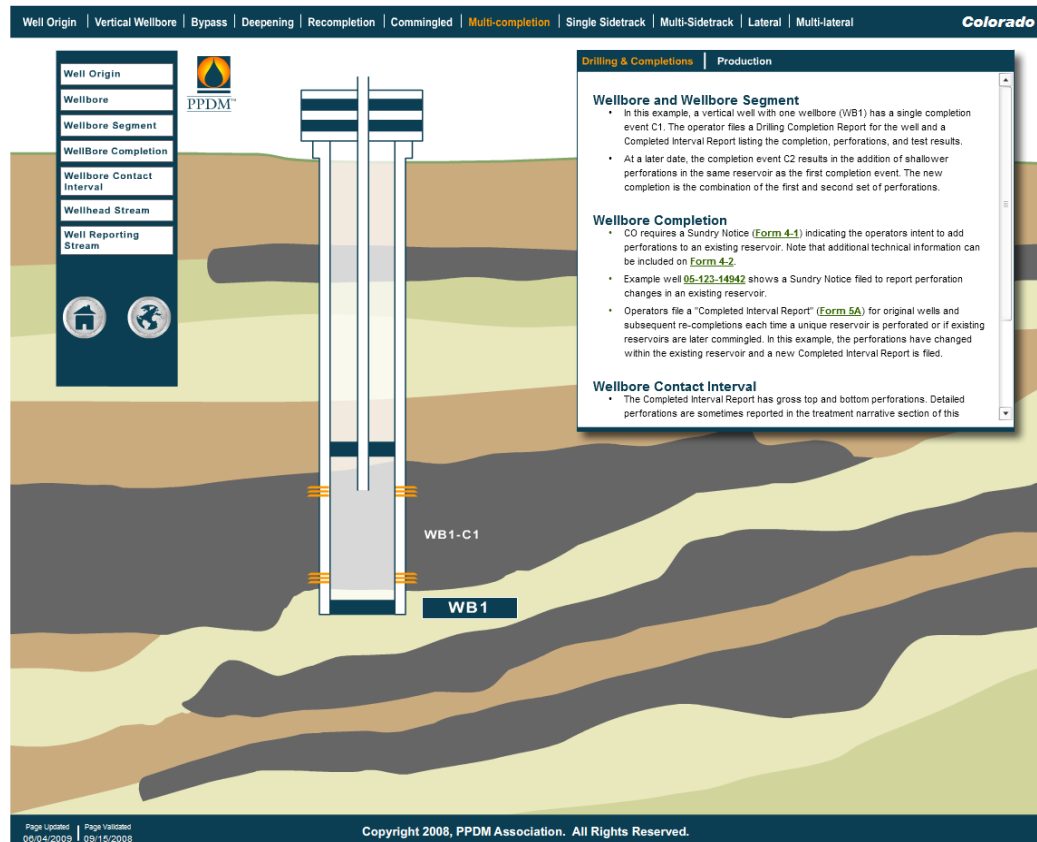 Well Origin | Vertical Wellbore | Bypass | Deepening | Recompletion | Commingled | Multi-completion | Single Sidetrack | Multi-Sidetrack | Lateral | Multi-lateral Colorado
Well Origin
Wellbore
Wellbore Segment
WellBore Completion
Wellbore Contact
Interval
Wellhead Stream
Well Reporting
Stream
PPDM™
Drilling & Completions | Production
Wellbore and Wellbore Segment
• In this example, a vertical well with one wellbore (WB1) has a single completion
event C1. The operator files a Drilling Completion Report for the well and a
Completed Interval Report listing the completion, perforations, and test results.
• At a later date, the completion event C2 results in the addition of shallower
perforations in the same reservoir as the first completion event. The new
completion is the combination of the first and second set of perforations.
Wellbore Completion
• CO requires a Sundry Notice (Form 4-1) indicating the operators intent to add
perforations to an existing reservoir. Note that additional technical information can
be included on Form 4-2.
• Example well 05-123-14942 shows a Sundry Notice filed to report perforation
changes in an existing reservoir.
• Operators file a "Completed Interval Report" (Form 5A) for original wells and
subsequent re-completions each time a unique reservoir is perforated or if existing
reservoirs are later commingled. In this example, the perforations have changed
within the existing reservoir and a new Completed Interval Report is filed.
Wellbore Contact Interval
• The Completed Interval Report has gross top and bottom perforations. Detailed
perforations are sometimes reported in the treatment narrative section of this
WB1-C1
WB1
Page Updated | Page Validated
06/04/2009 | 09/15/2008
Copyright 2008, PPDM Association. All Rights Reserved.